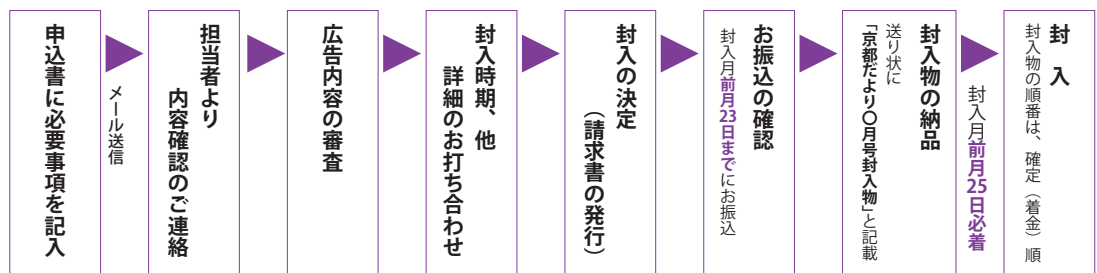 申込書に必要事項を記入
メール送信
担当者より
内容確認のご連絡
広告内容の審査
封入時期、他
詳細のお打ち合わせ
封入の決定
（請求書の発行）
お振込の確認
封入月前月23日までにお振込
封入物の納品
送り状に
「京都だより〇月号封入物」と記載
封入月前月25日必着
封　入
封入物の順番は、確定（着金）順